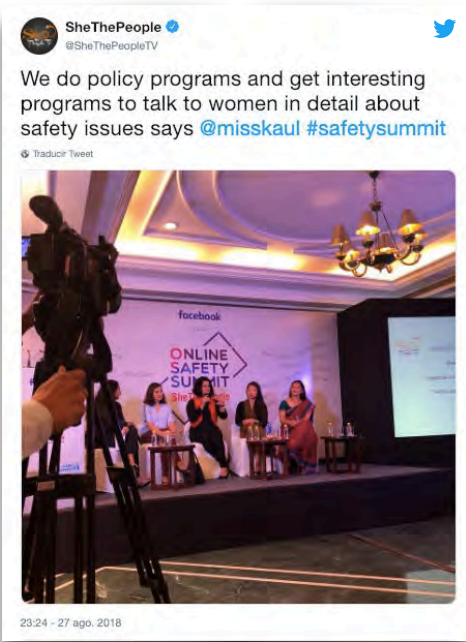 SheThePeople
@SheThePeopleTV
We do policy programs and get interesting
programs to talk to women in detail about
safety issues says @misskaul #safetysummit
Traducir Tweet
facebook
ONLINE
SAFETY
SUMMIT
23:24 - 27 ago. 2018